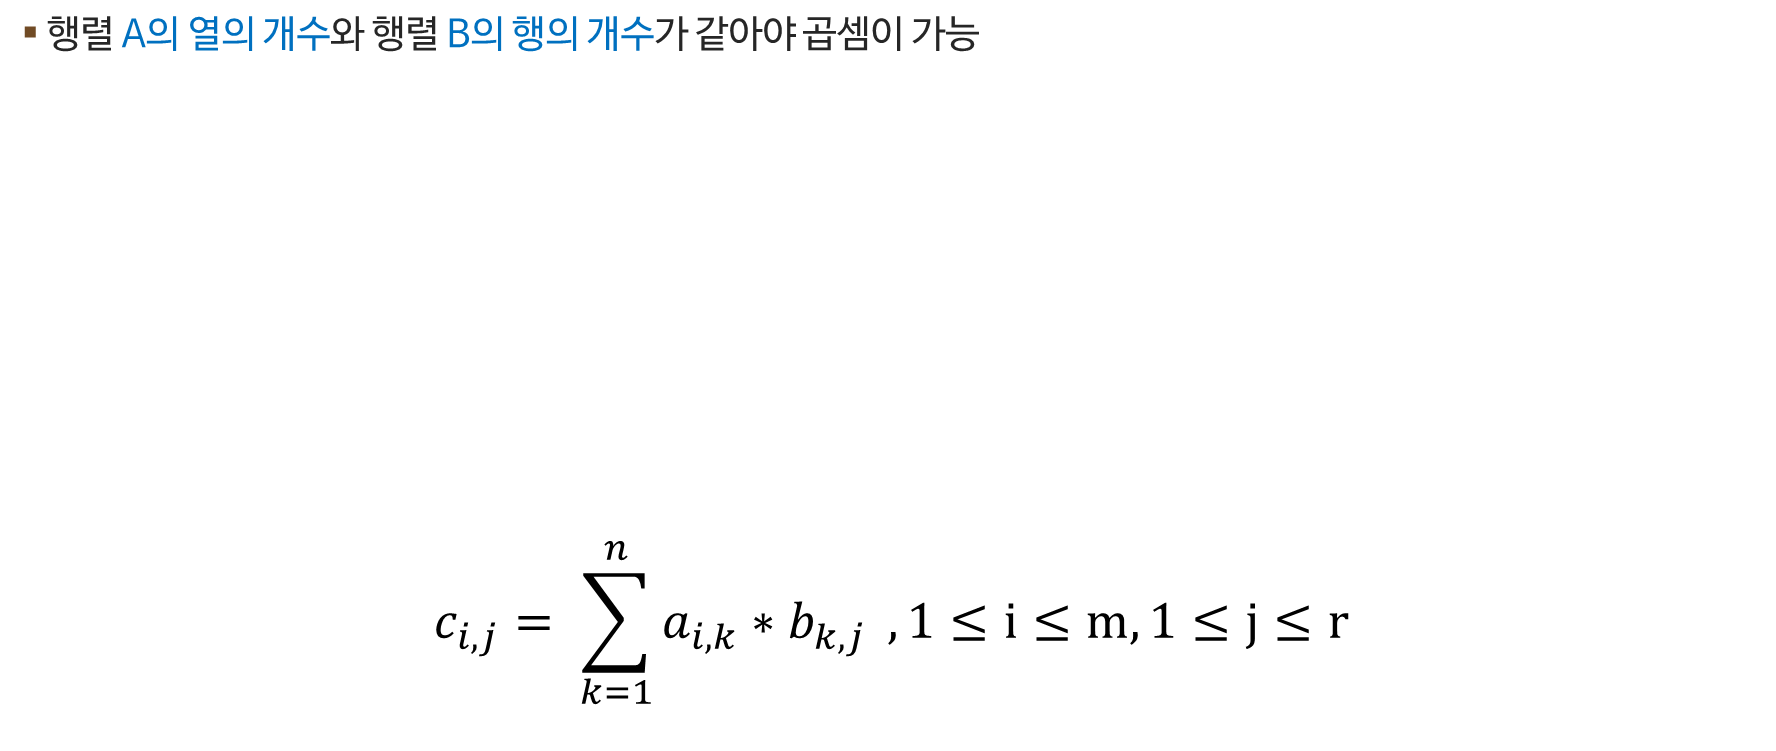 ▪ 행렬 A의 열의 개수와 행렬 B의 행의 개수가 같아야 곱셈이 가능
c_{i,j} = \sum_{k=1}^{n} a_{i,k} * b_{k,j} , 1 ≤ i ≤ m, 1 ≤ j ≤ r